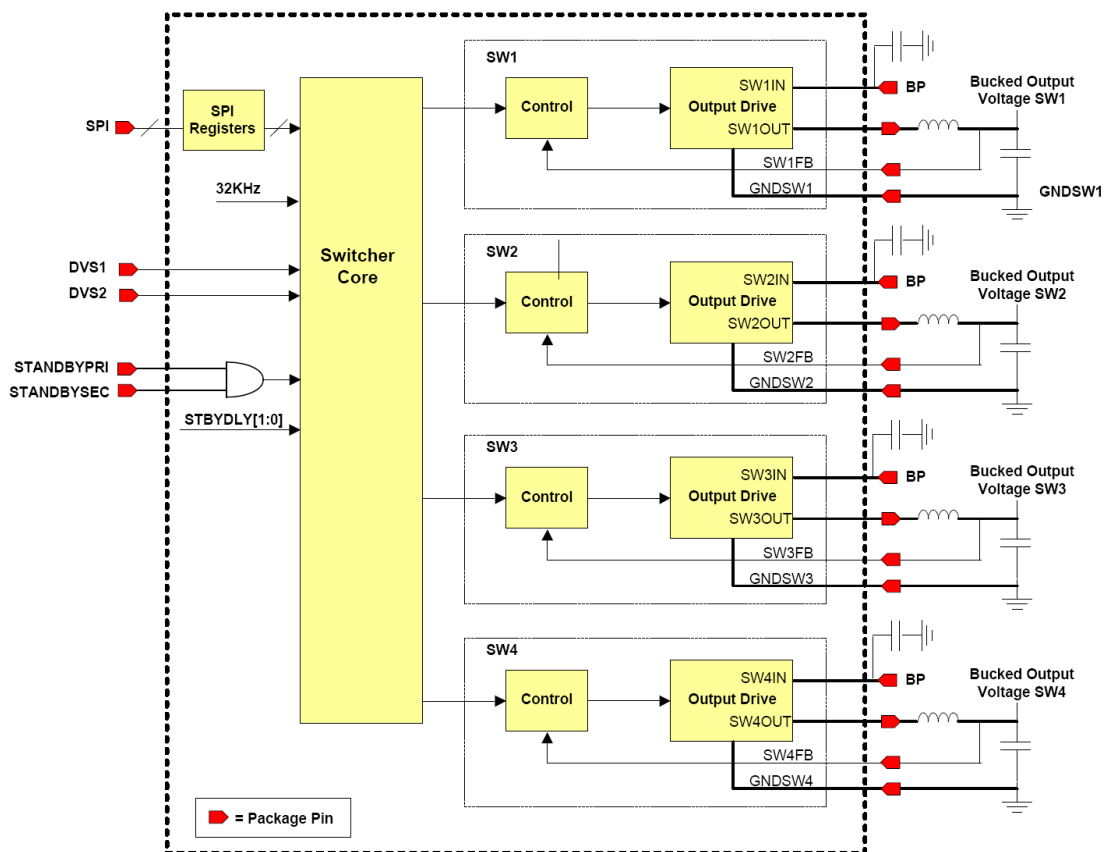 SPI
SPI
Registers
32KHz
DVS1
DVS2
STANDBYPRI
STANDBYSEC
STBYDLY[1:0]
Switcher
Core
SW1
Control
Output Drive
SW1IN
SW1OUT
SW1FB
GNDSW1
BP
Bucked Output
Voltage SW1
GNDSW1
SW2
Control
Output Drive
SW2IN
SW2OUT
SW2FB
GNDSW2
BP
Bucked Output
Voltage SW2
SW3
Control
Output Drive
SW3IN
SW3OUT
SW3FB
GNDSW3
BP
Bucked Output
Voltage SW3
SW4
Control
Output Drive
SW4IN
SW4OUT
SW4FB
GNDSW4
BP
Bucked Output
Voltage SW4
= Package Pin